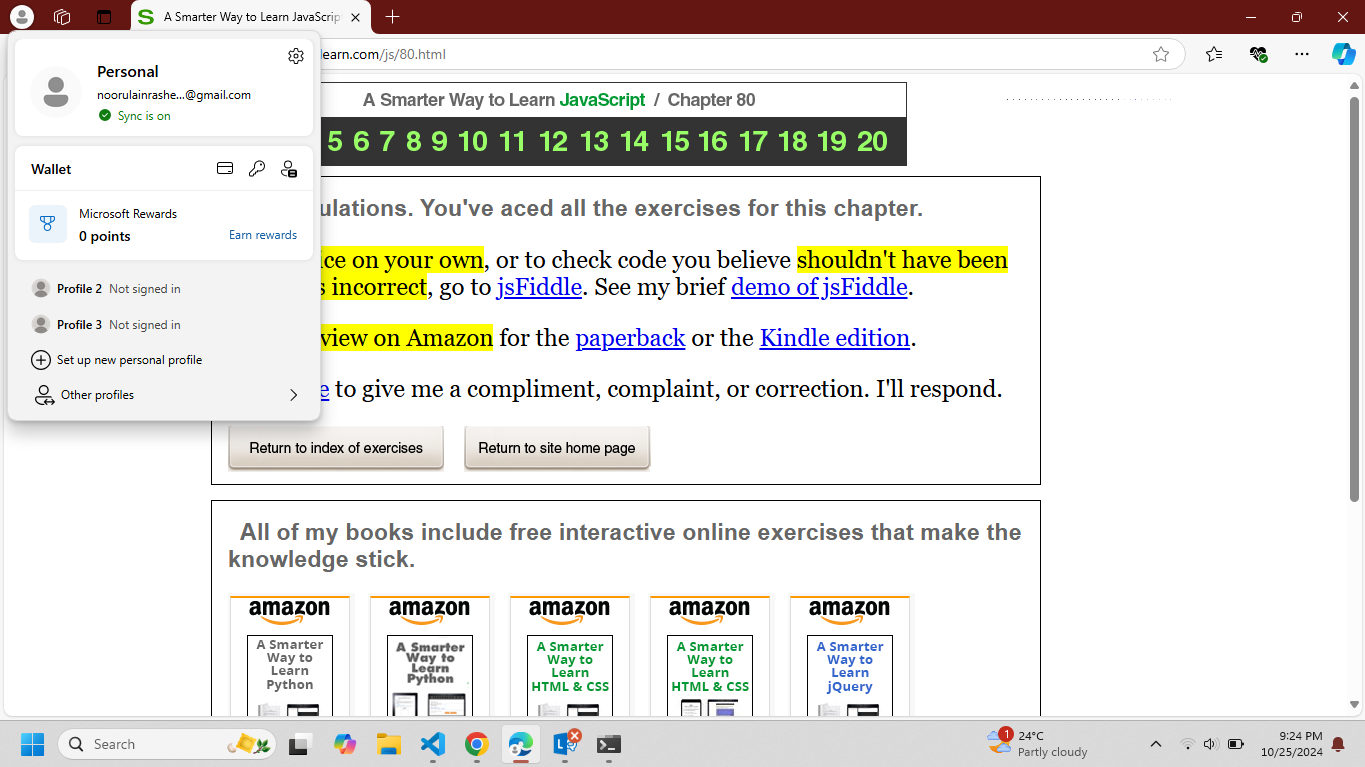 A Smarter Way to Learn JavaScript
learn.com/js/80.html
Personal
noorulainrashe...@gmail.com
Sync is on
Wallet
Microsoft Rewards
0 points
Earn rewards
Profile 2 Not signed in
Profile 3 Not signed in
Set up new personal profile
Other profiles
A Smarter Way to Learn JavaScript / Chapter 80
5 6 7 8 9 10 11 12 13 14 15 16 17 18 19 20
ulations. You've aced all the exercises for this chapter.
ice on your own, or to check code you believe shouldn't have been
s incorrect, go to jsFiddle. See my brief demo of jsFiddle.
view on Amazon for the paperback or the Kindle edition.
e to give me a compliment, complaint, or correction. I'll respond.
Return to index of exercises
Return to site home page
All of my books include free interactive online exercises that make the
knowledge stick.
amazon amazon amazon amazon amazon
A Smarter
Way to
Learn
Python
A Smarter
Way to
Learn
Python
A Smarter
Way to
Learn
HTML & CSS
A Smarter
Way to
Learn
HTML & CSS
A Smarter
Way to
Learn
jQuery
Search
1
24°C
Partly cloudy
9:24 PM
10/25/2024